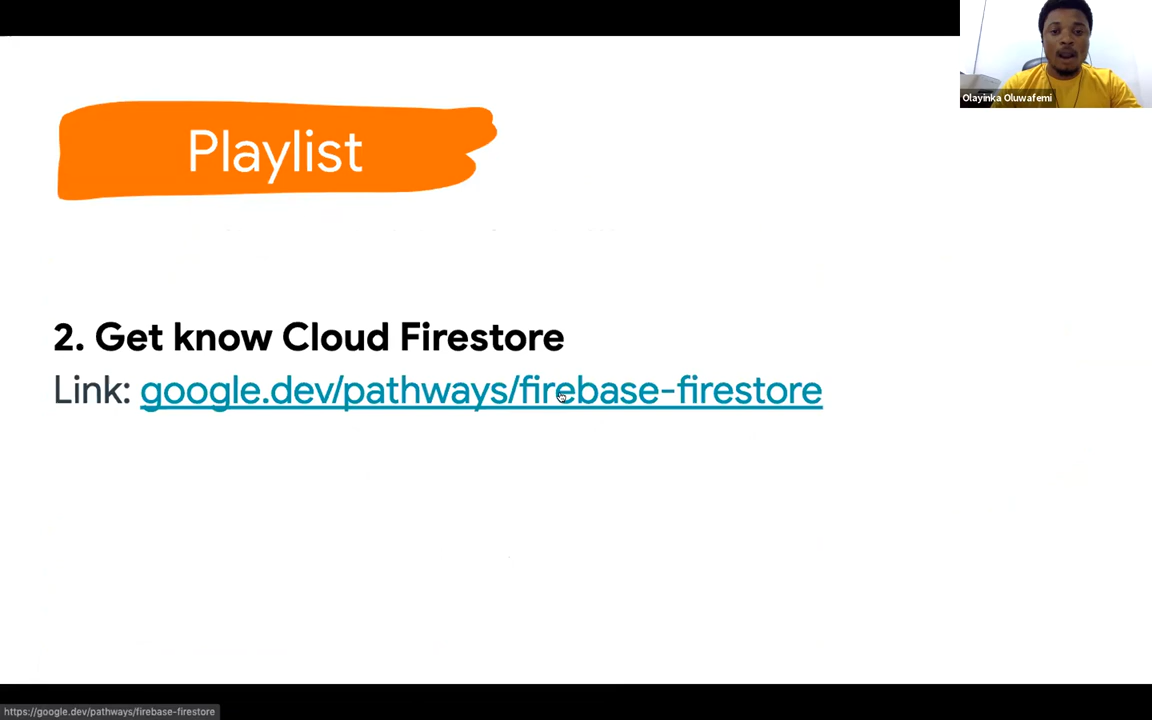 Olayinka Oluwafemi
Playlist
2. Get know Cloud Firestore
Link: google.dev/pathways/firebase-firestore
https://google.dev/pathways/firebase-firestore